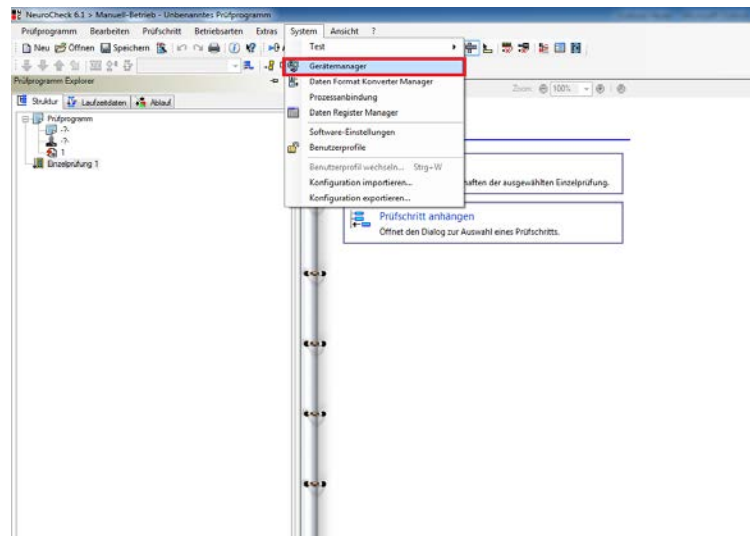 NeuroCheck 6.1 > Manuell-Betrieb - Unbenanntes Prüfprogramm
Prüfprogramm Bearbeiten Prüfschritt Betriebsarten Extras System Ansicht ?
Neu Öffnen Speichern
Test
Gerätemanager
Daten Format Konverter Manager
Prozessanbindung
Daten Register Manager
Software-Einstellungen
Benutzerprofile
Benutzerprofil wechseln... Strg+W
Konfiguration importieren...
Konfiguration exportieren...
Prüfprogramm Explorer
Zoom: 100%
Struktur Laufzeitdaten Ablauf
Prüfprogramm
-?-
-?-
1
Einzelprüfung 1
haften der ausgewählten Einzelprüfung.
Prüfschritt anhängen
Öffnet den Dialog zur Auswahl eines Prüfschritts.